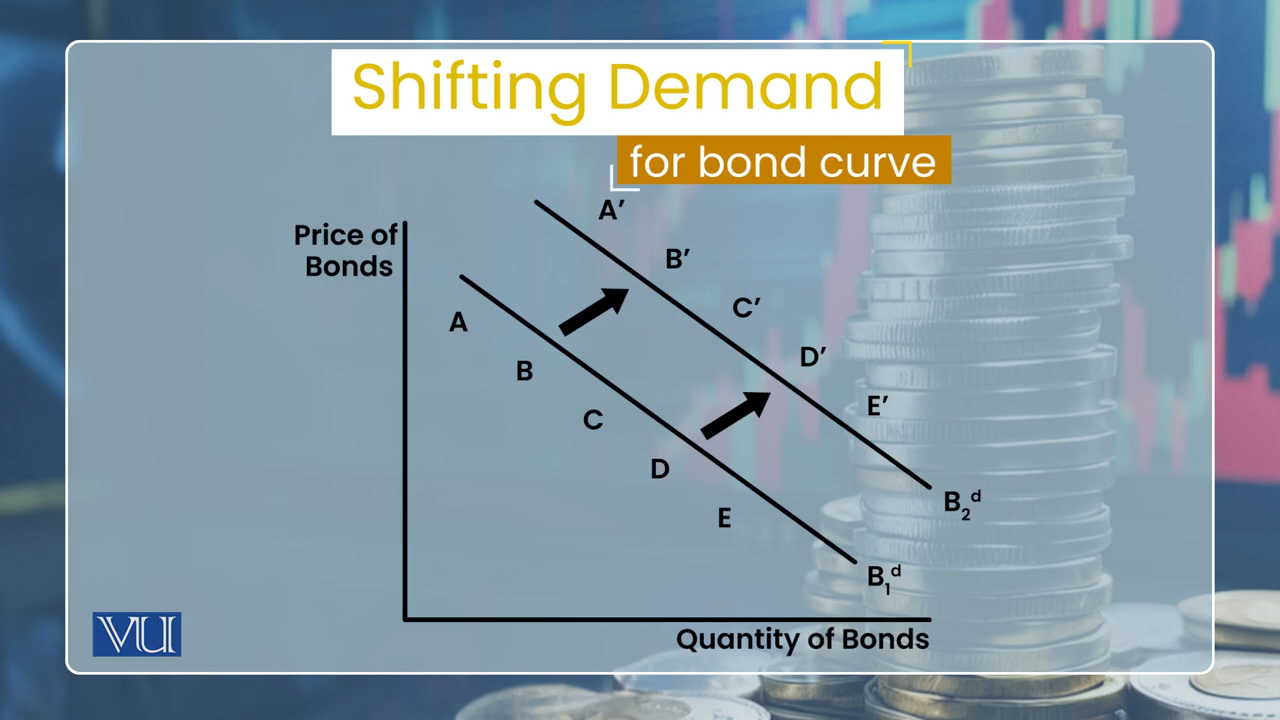 Shifting Demand
for bond curve
Price of
Bonds
A′
B′
C′
D′
E′
A
B
C
D
E
B₂ᵈ
B₁ᵈ
Quantity of Bonds
VU